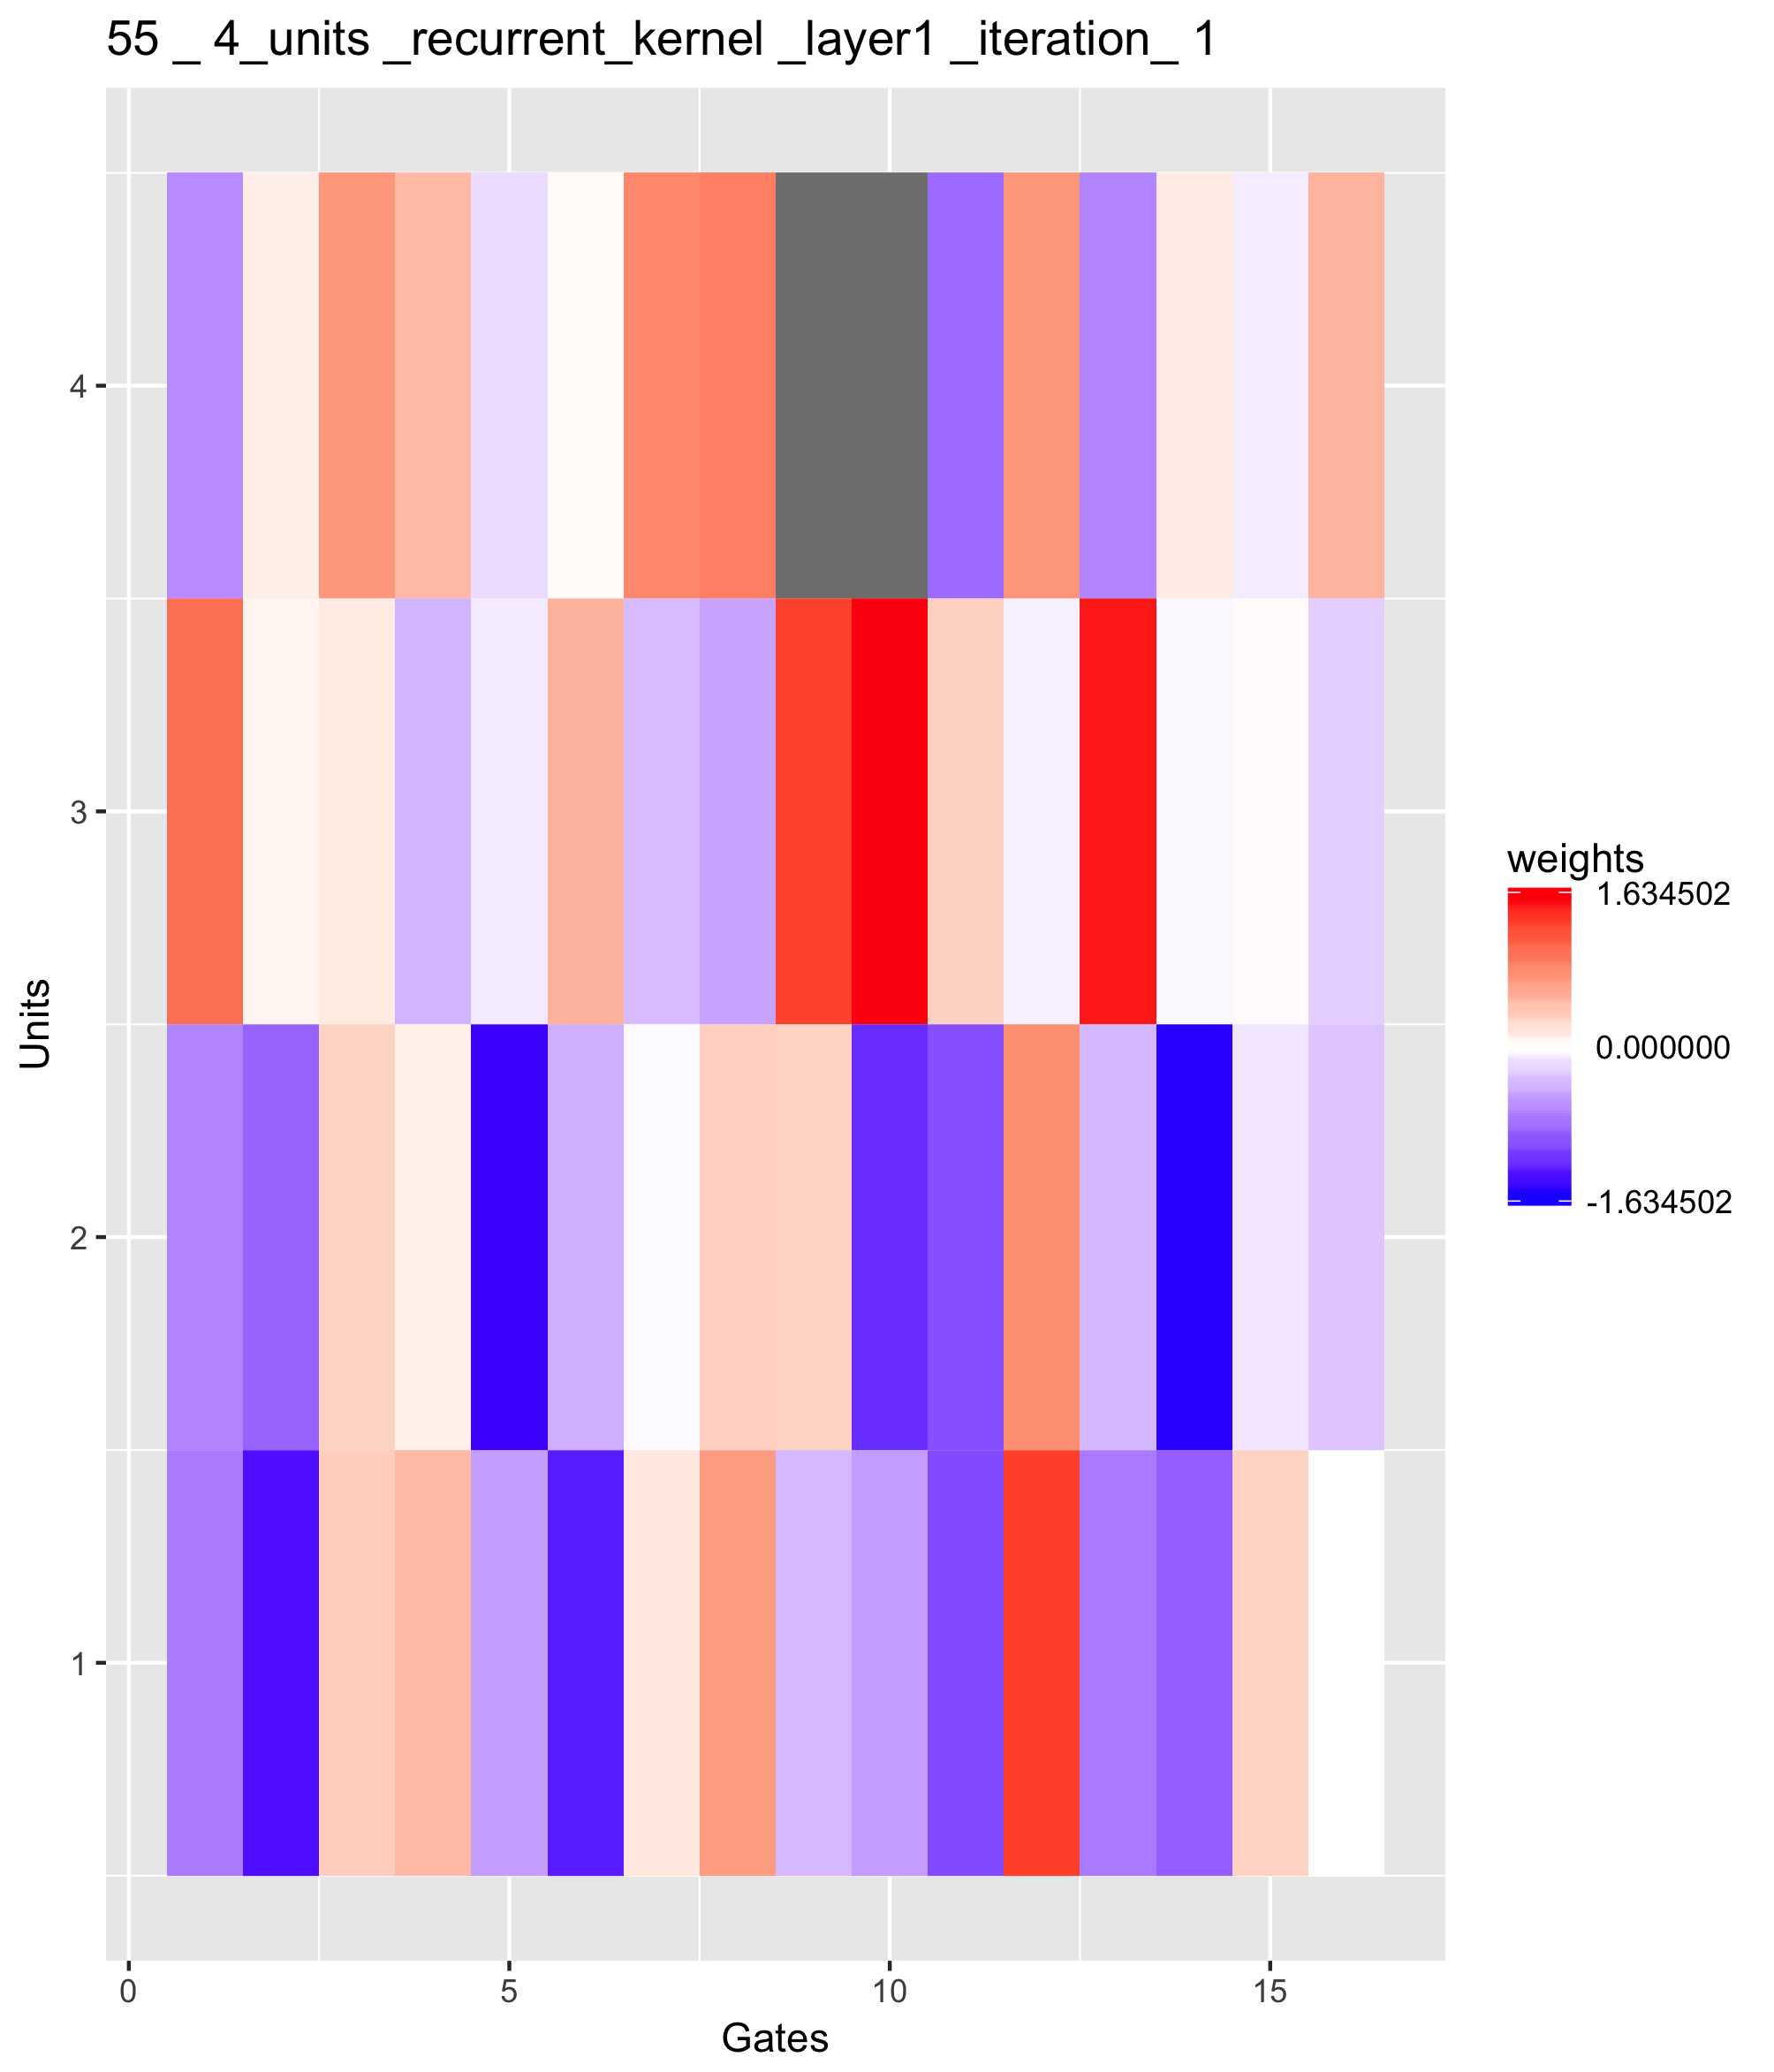 55 _ 4_units _recurrent_kernel _layer1 _iteration_ 1
4
3
2
1
Units
0 5 10 15
Gates
weights
1.634502
0.000000
-1.634502